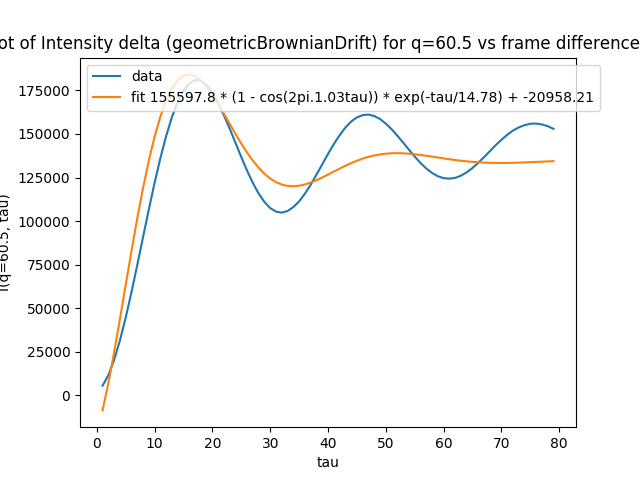 ot of Intensity delta (geometricBrownianDrift) for q=60.5 vs frame difference
data
fit 155597.8 * (1 - cos(2pi.1.03tau)) * exp(-tau/14.78) + -20958.21
I(q=60.5, tau)
175000
150000
125000
100000
75000
50000
25000
0
0 10 20 30 40 50 60 70 80
tau